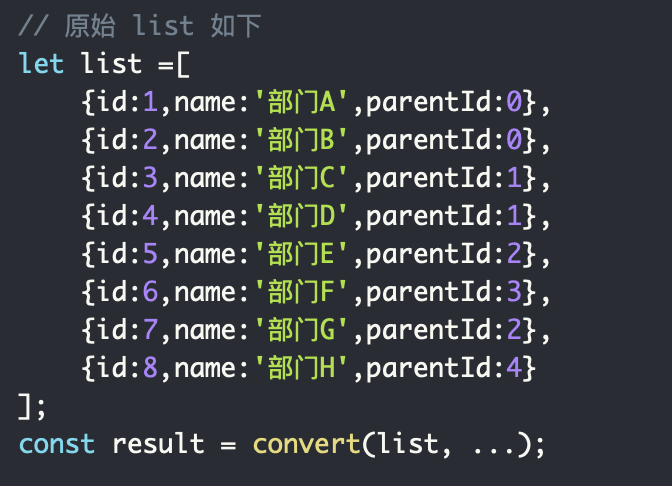 // 原始 list 如下
let list =[
    {id:1,name:'部门A',parentId:0},
    {id:2,name:'部门B',parentId:0},
    {id:3,name:'部门C',parentId:1},
    {id:4,name:'部门D',parentId:1},
    {id:5,name:'部门E',parentId:2},
    {id:6,name:'部门F',parentId:3},
    {id:7,name:'部门G',parentId:2},
    {id:8,name:'部门H',parentId:4}
];
const result = convert(list, ...);